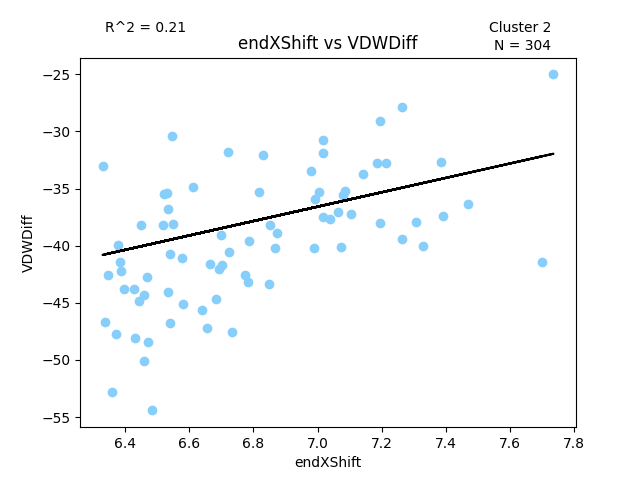 R^2 = 0.21
Cluster 2
N = 304
endXShift vs VDWDiff
−25
−30
−35
−40
−45
−50
−55
VDWDiff
6.4 6.6 6.8 7.0 7.2 7.4 7.6 7.8
endXShift